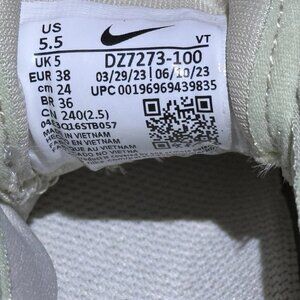 US
5.5
VT
UK 5
DZ7273-100
EUR 38
03/29/23 | 06/10/23
cm 24
UPC 00196969439835
BR 36
CN 240(2.5)
MADE IN VIETNAM